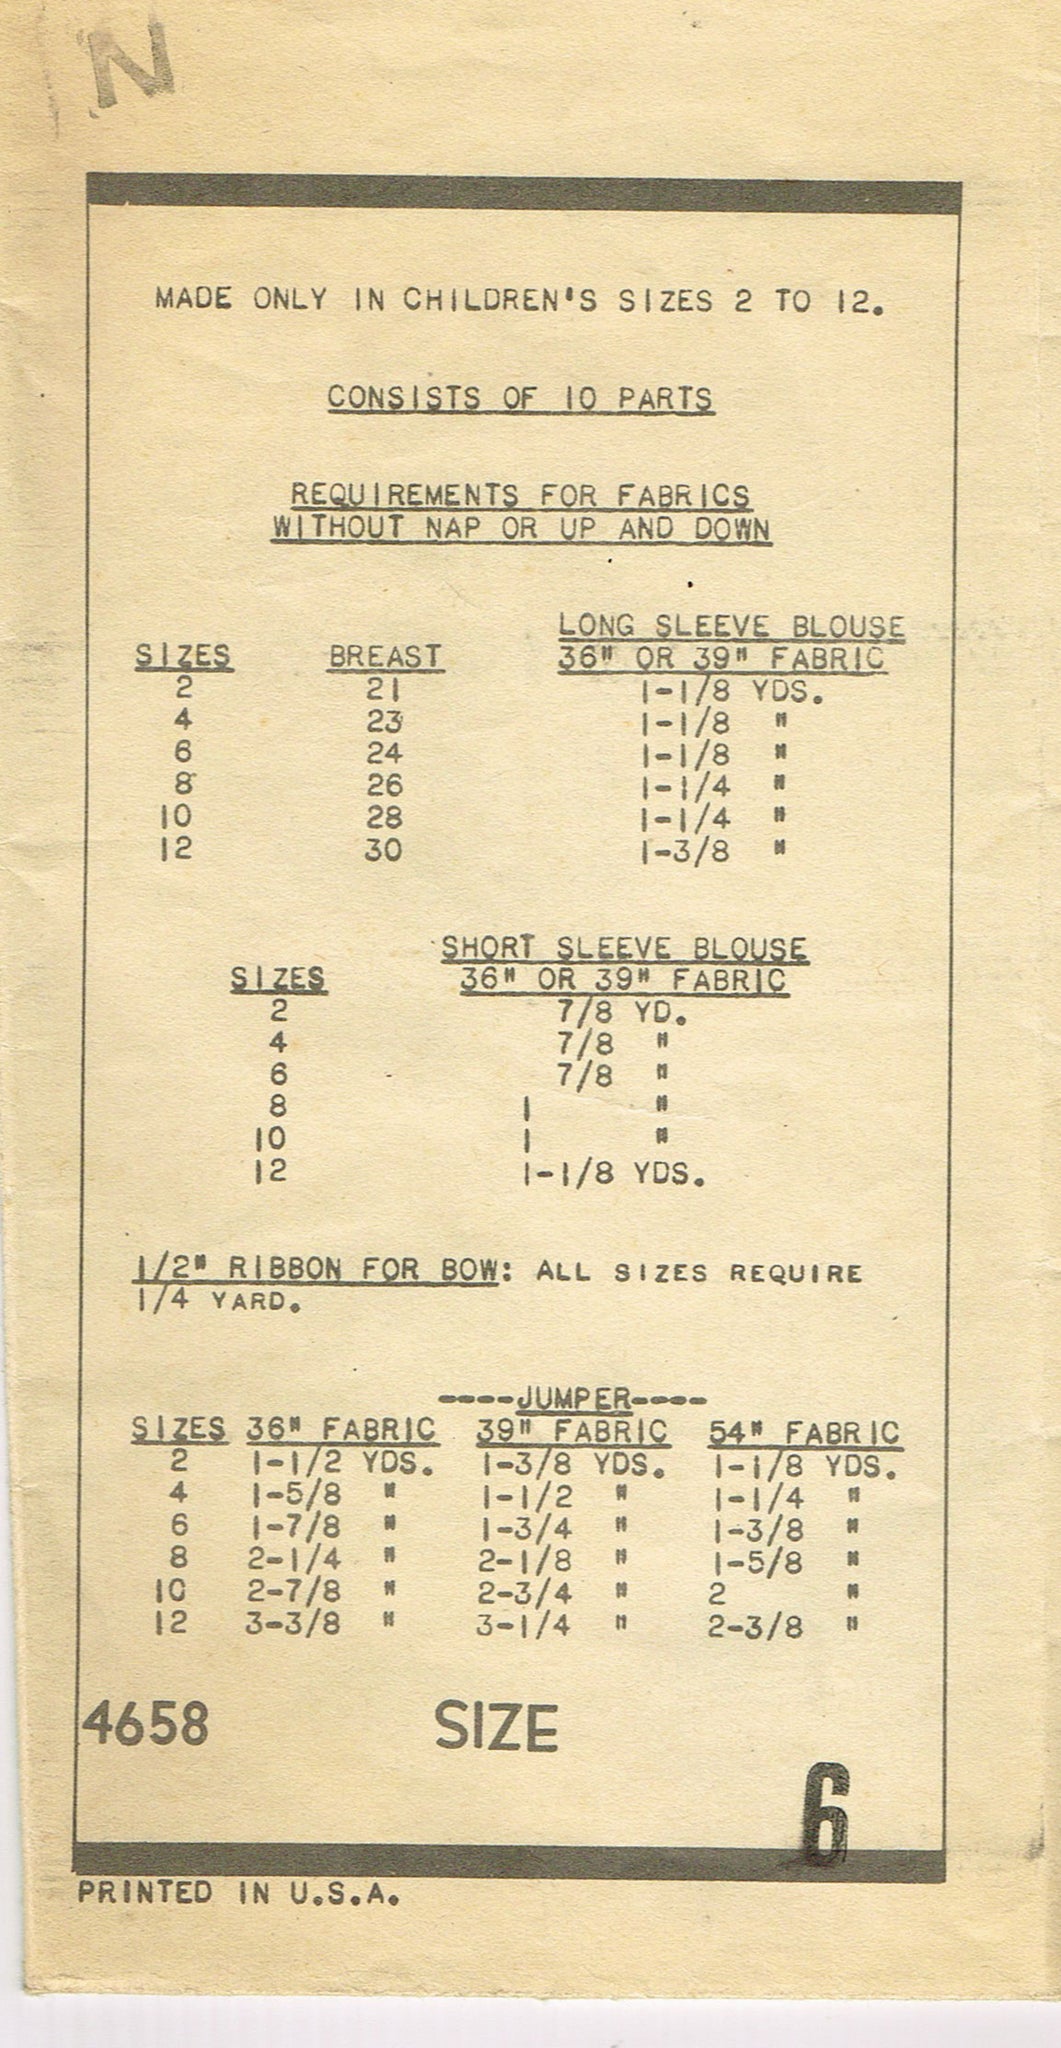 N
MADE ONLY IN CHILDREN'S SIZES 2 TO 12.
CONSISTS OF 10 PARTS
REQUIREMENTS FOR FABRICS
WITHOUT NAP OR UP AND DOWN
LONG SLEEVE BLOUSE
SIZES BREAST 36" OR 39" FABRIC
2 21 1-1/8 YDS.
4 23 1-1/8 "
6 24 1-1/8 "
8 26 1-1/4 "
10 28 1-1/4 "
12 30 1-3/8 "
SHORT SLEEVE BLOUSE
SIZES 36" OR 39" FABRIC
2 7/8 YD.
4 7/8 "
6 7/8 "
8 1 "
10 1 "
12 1-1/8 YDS.
1/2" RIBBON FOR BOW: ALL SIZES REQUIRE
1/4 YARD.
----JUMPER----
SIZES 36" FABRIC 39" FABRIC 54" FABRIC
2 1-1/2 YDS. 1-3/8 YDS. 1-1/8 YDS.
4 1-5/8 " 1-1/2 " 1-1/4 "
6 1-7/8 " 1-3/4 " 1-3/8 "
8 2-1/4 " 2-1/8 " 1-5/8 "
10 2-7/8 " 2-3/4 " 2 "
12 3-3/8 " 3-1/4 " 2-3/8 "
4658 SIZE
6
PRINTED IN U.S.A.